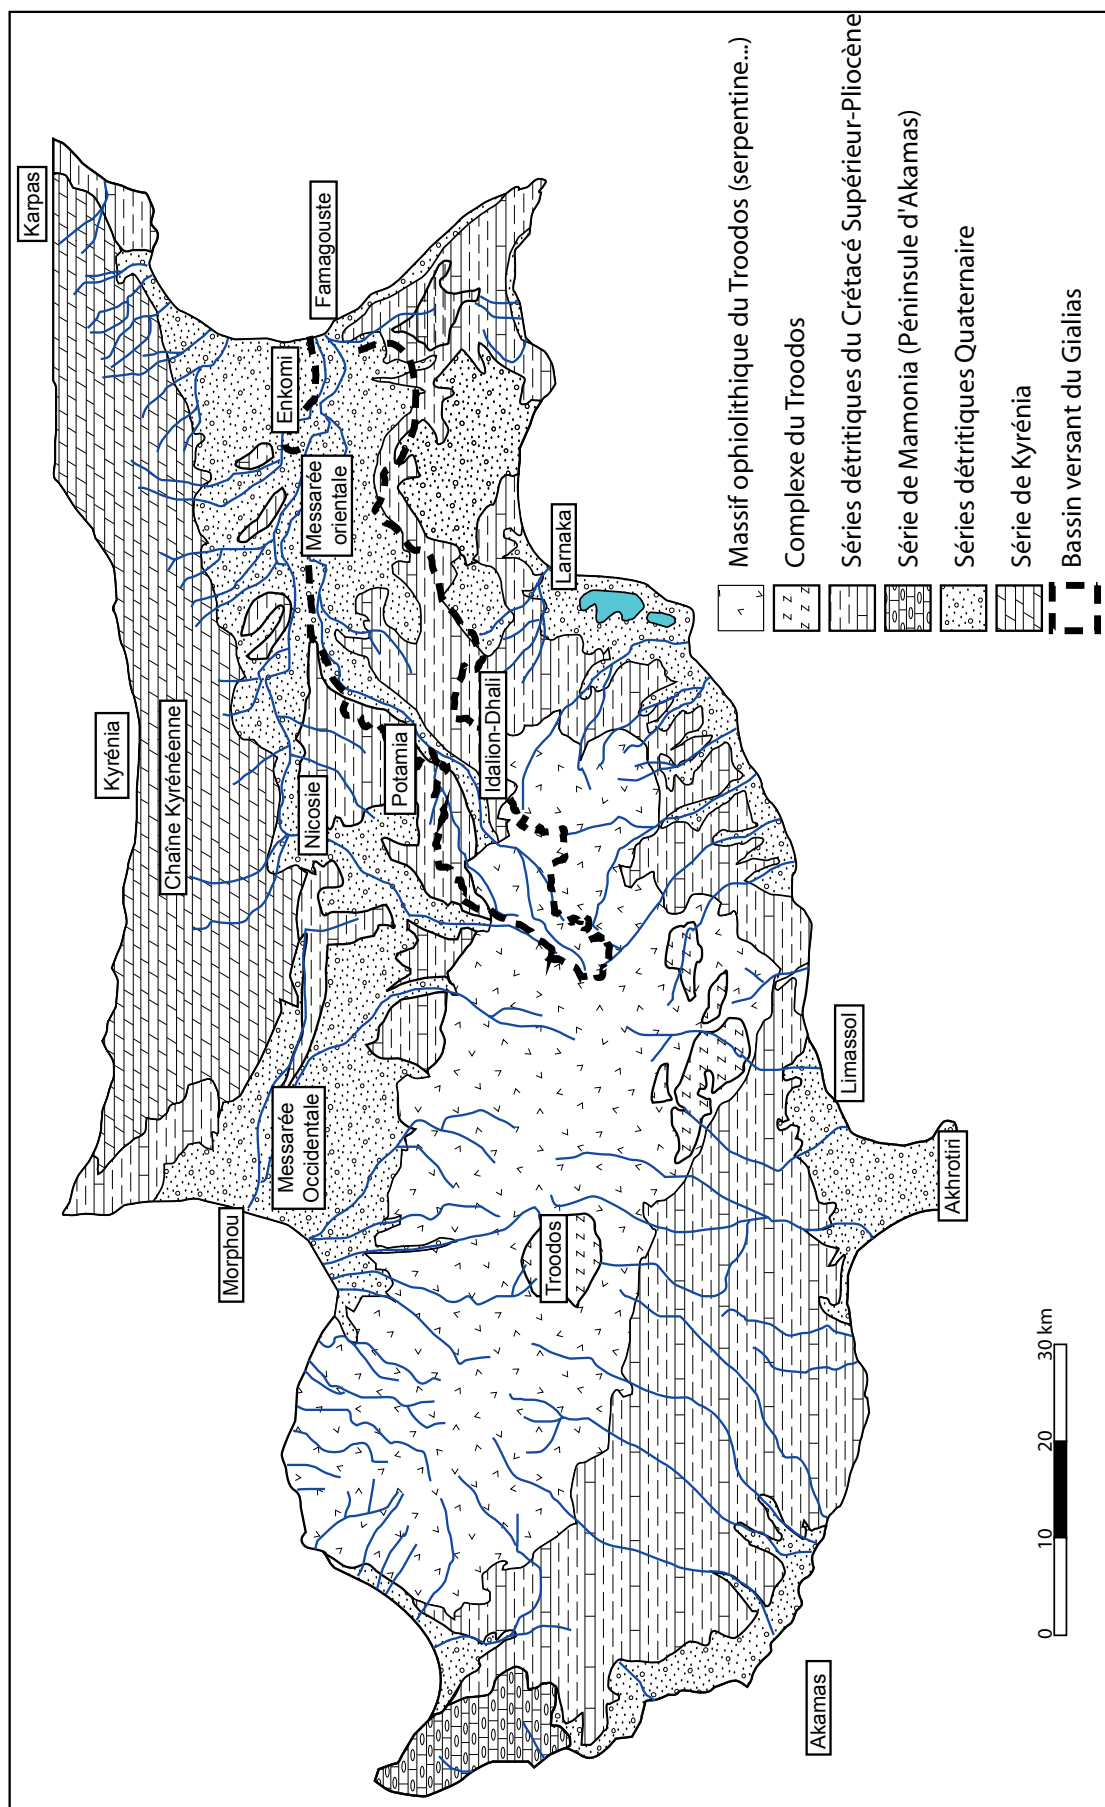 Karpas
Kyrénia
Chaîne Kyrénéenne
Famagouste
Enkomi
Messarée
orientale
Nicosie
Potamia
Idalion-Dhali
Larnaka
Morphou
Messarée
Occidentale
Troodos
Limassol
Akhrotiri
Akamas
Massif ophiolithique du Troodos (serpentine...)
Complexe du Troodos
Séries détritiques du Crétacé Supérieur-Pliocène
Série de Mamonia (Péninsule d'Akamas)
Séries détritiques Quaternaire
Série de Kyrénia
Bassin versant du Gialias
0 10 20 30 km